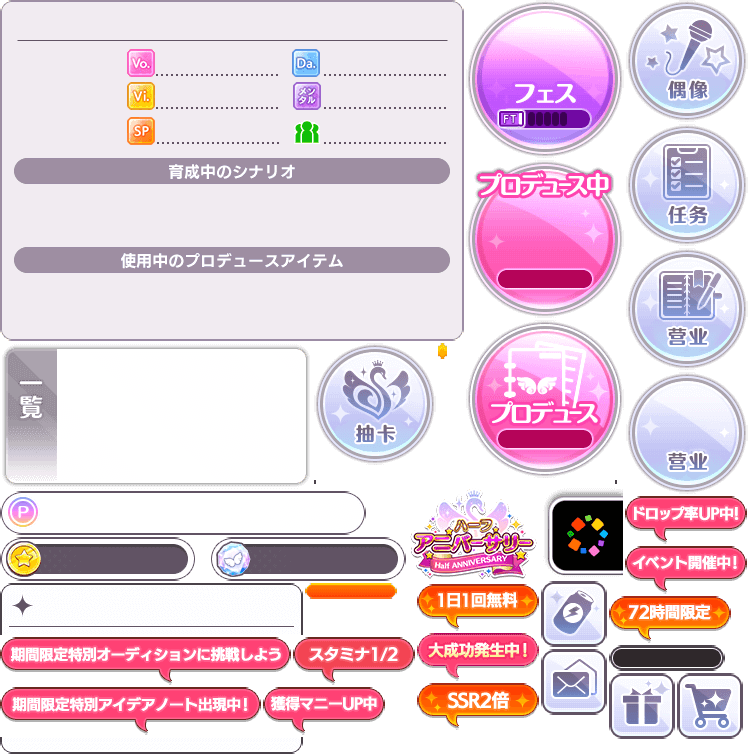 Vo.
Da.
Vi.
メンタル
SP
育成中のシナリオ
使用中のプロデュースアイテム
フェス
FT
プロデュース中
プロデュース
偶像
任务
营业
营业
一覧
抽卡
P
ハーフ
アニバーサリー
Half ANNIVERSARY
ドロップ率UP中!
イベント開催中!
1日1回無料
72時間限定
大成功発生中!
SSR2倍
期間限定特別オーディションに挑戦しよう
スタミナ1/2
期間限定特別アイデアノート出現中!
獲得マニーUP中